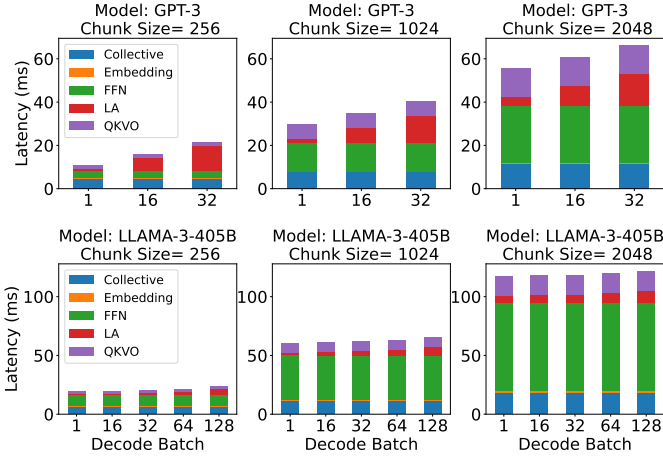 Model: GPT-3
Chunk Size= 256
Model: GPT-3
Chunk Size= 1024
Model: GPT-3
Chunk Size= 2048
Latency (ms)
60
40
20
0
Collective
Embedding
FFN
LA
QKVO
1
16
32
60
40
20
0
1
16
32
60
40
20
0
1
16
32
Model: LLAMA-3-405B
Chunk Size= 256
Model: LLAMA-3-405B
Chunk Size= 1024
Model: LLAMA-3-405B
Chunk Size= 2048
Latency (ms)
100
50
0
Collective
Embedding
FFN
LA
QKVO
1
16
32
64
128
Decode Batch
100
50
0
1
16
32
64
128
Decode Batch
100
50
0
1
16
32
64
128
Decode Batch